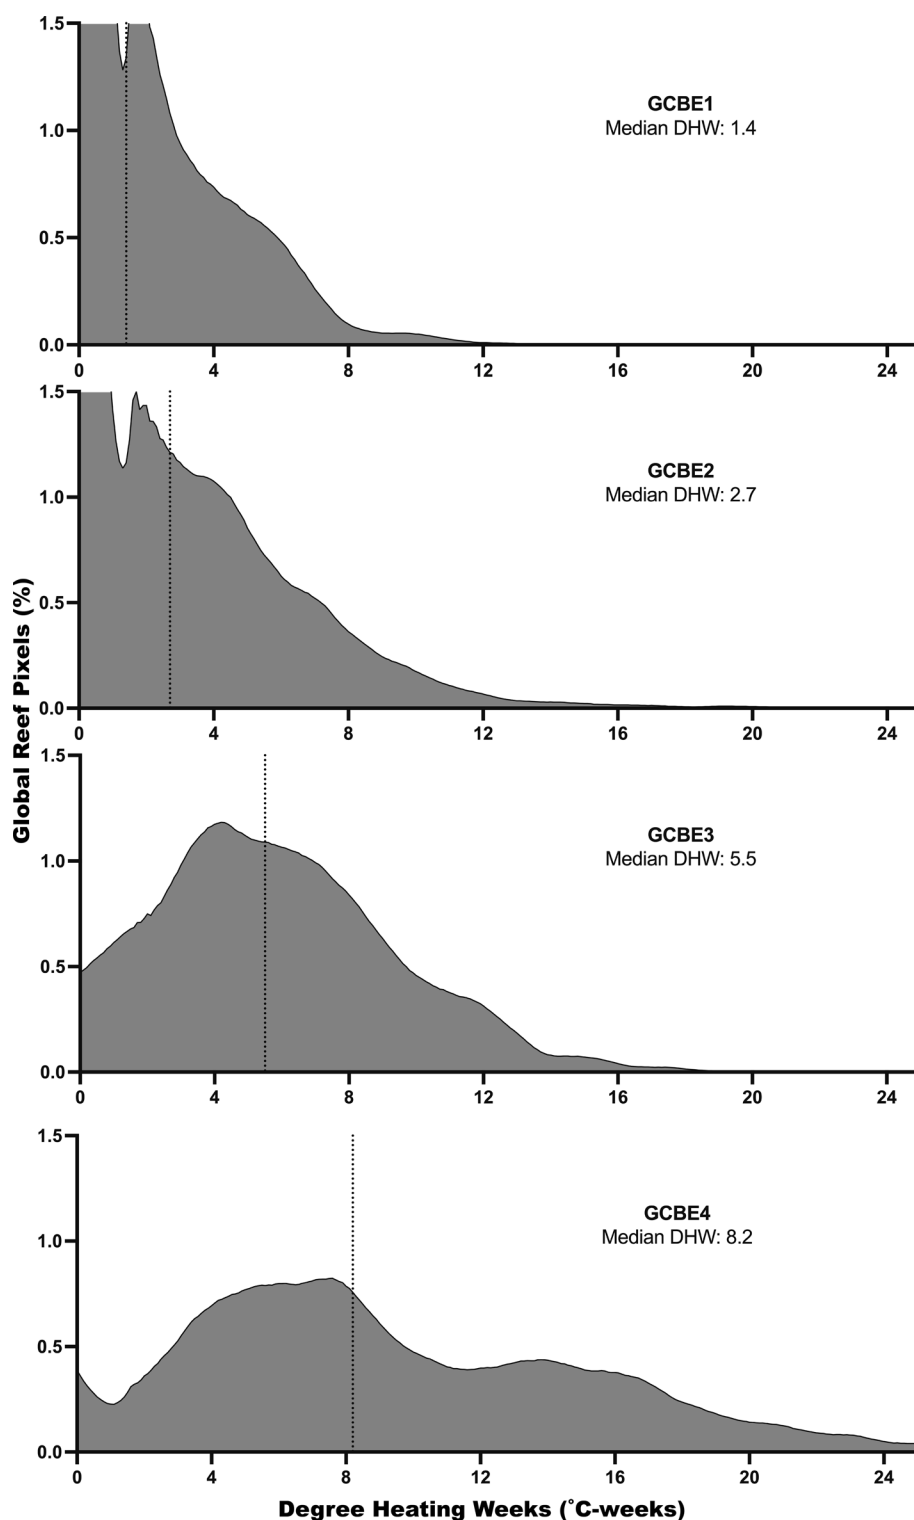 Global Reef Pixels (%)
1.5
1.0
0.5
0.0
GCBE1
Median DHW: 1.4
0 4 8 12 16 20 24
1.5
1.0
0.5
0.0
GCBE2
Median DHW: 2.7
0 4 8 12 16 20 24
1.5
1.0
0.5
0.0
GCBE3
Median DHW: 5.5
0 4 8 12 16 20 24
1.5
1.0
0.5
0.0
GCBE4
Median DHW: 8.2
0 4 8 12 16 20 24
Degree Heating Weeks (˚C-weeks)